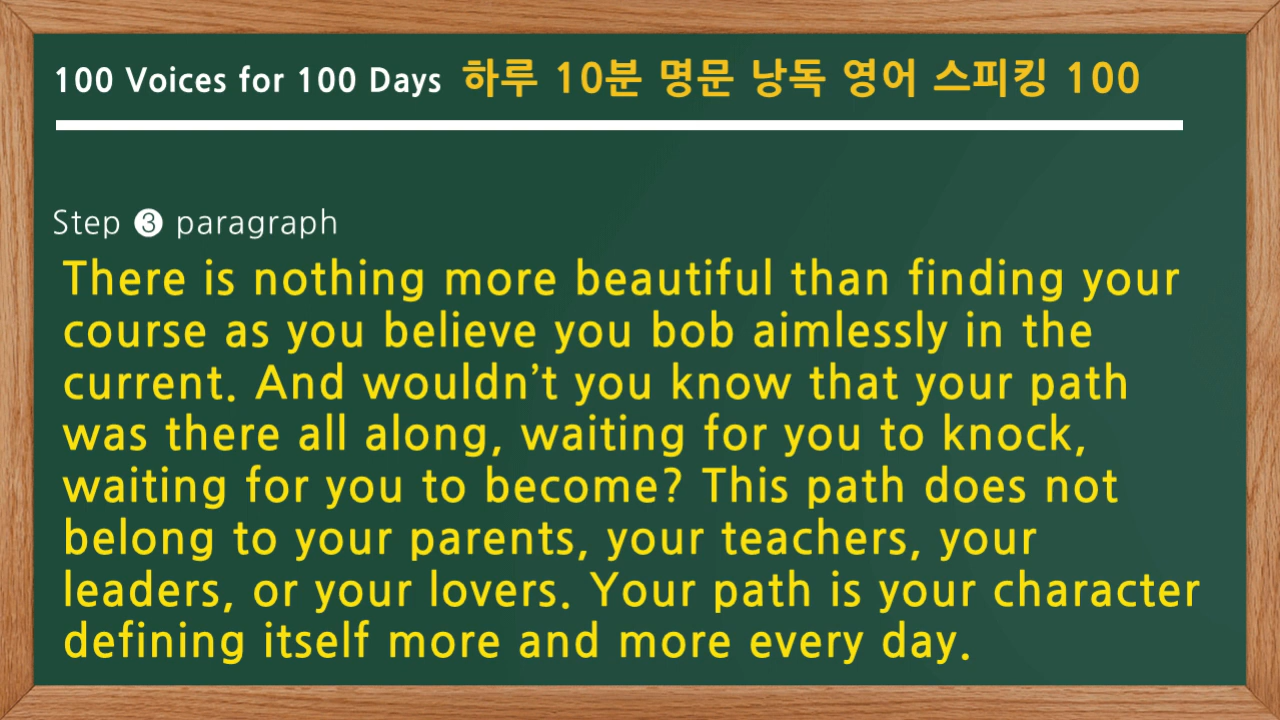 100 Voices for 100 Days 하루 10분 명문 낭독 영어 스피킹 100
Step ❸ paragraph
There is nothing more beautiful than finding your
course as you believe you bob aimlessly in the
current. And wouldn’t you know that your path
was there all along, waiting for you to knock,
waiting for you to become? This path does not
belong to your parents, your teachers, your
leaders, or your lovers. Your path is your character
defining itself more and more every day.